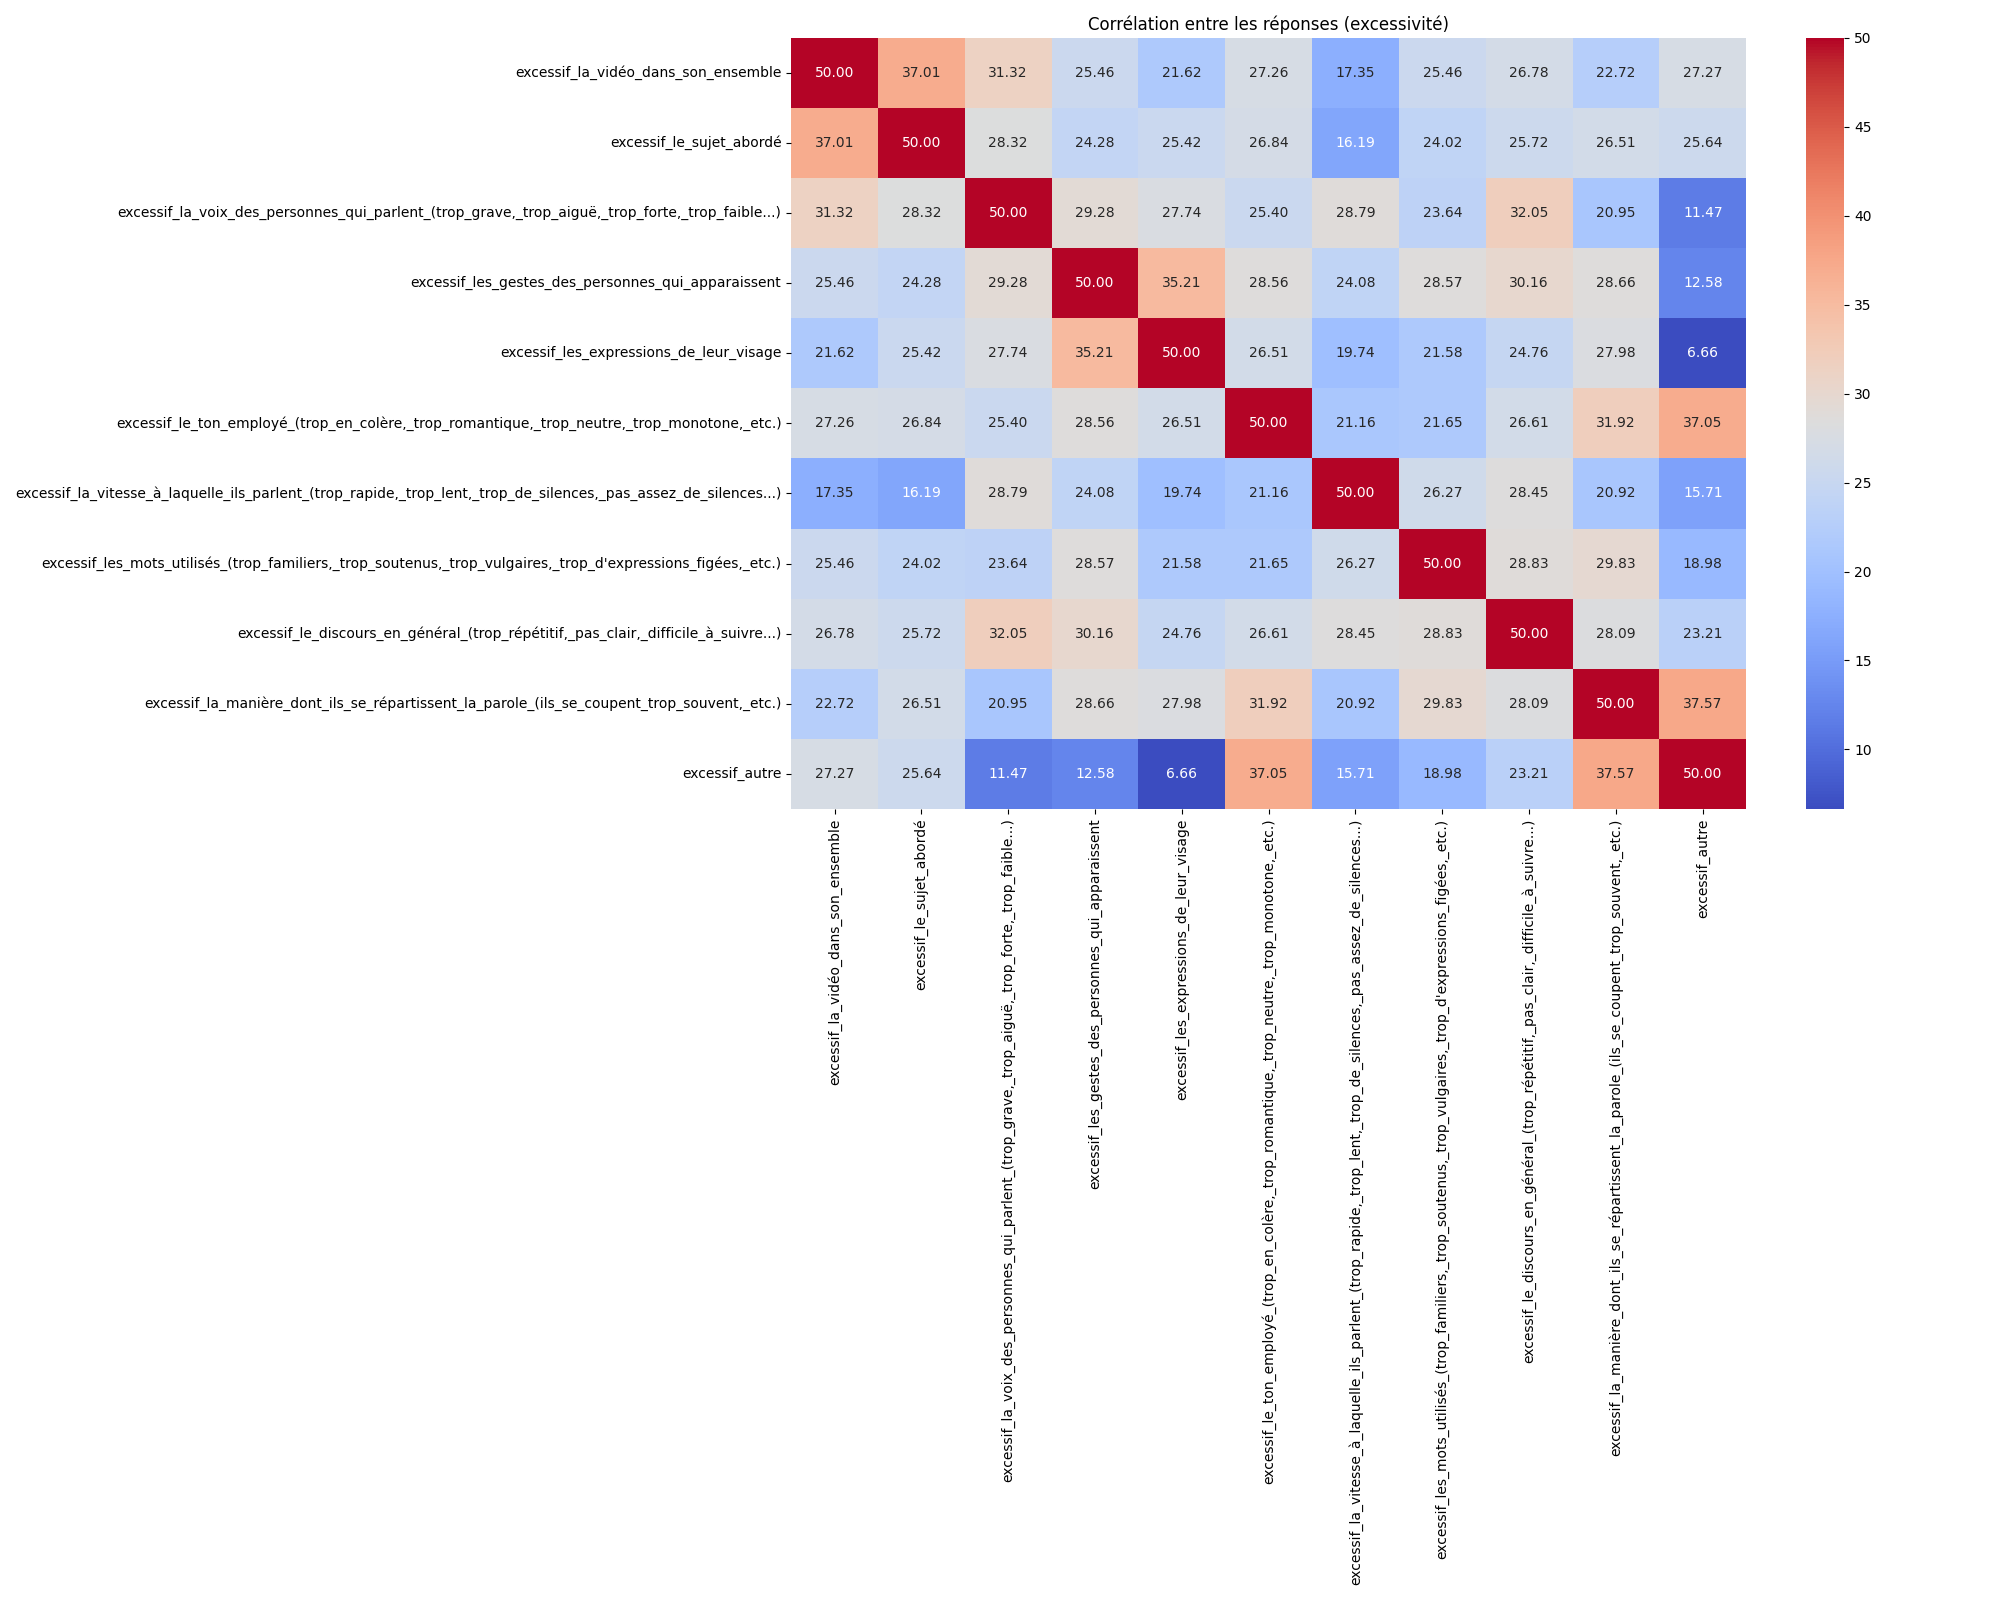 Corrélation entre les réponses (excessivité)
excessif_la_vidéo_dans_son_ensemble
50.00 37.01 31.32 25.46 21.62 27.26 17.35 25.46 26.78 22.72 27.27
excessif_le_sujet_abordé
37.01 50.00 28.32 24.28 25.42 26.84 16.19 24.02 25.72 26.51 25.64
excessif_la_voix_des_personnes_qui_parlent_(trop_grave,_trop_aiguë,_trop_forte,_trop_faible...)
31.32 28.32 50.00 29.28 27.74 25.40 28.79 23.64 32.05 20.95 11.47
excessif_les_gestes_des_personnes_qui_apparaissent
25.46 24.28 29.28 50.00 35.21 28.56 24.08 28.57 30.16 28.66 12.58
excessif_les_expressions_de_leur_visage
21.62 25.42 27.74 35.21 50.00 26.51 19.74 21.58 24.76 27.98 6.66
excessif_le_ton_employé_(trop_en_colère,_trop_romantique,_trop_neutre,_trop_monotone,_etc.)
27.26 26.84 25.40 28.56 26.51 50.00 21.16 21.65 26.61 31.92 37.05
excessif_la_vitesse_à_laquelle_ils_parlent_(trop_rapide,_trop_lent,_trop_de_silences,_pas_assez_de_silences...)
17.35 16.19 28.79 24.08 19.74 21.16 50.00 26.27 28.45 20.92 15.71
excessif_les_mots_utilisés_(trop_familiers,_trop_soutenus,_trop_vulgaires,_trop_d'expressions_figées,_etc.)
25.46 24.02 23.64 28.57 21.58 21.65 26.27 50.00 28.83 29.83 18.98
excessif_le_discours_en_général_(trop_répétitif,_pas_clair,_difficile_à_suivre...)
26.78 25.72 32.05 30.16 24.76 26.61 28.45 28.83 50.00 28.09 23.21
excessif_la_manière_dont_ils_se_répartissent_la_parole_(ils_se_coupent_trop_souvent,_etc.)
22.72 26.51 20.95 28.66 27.98 31.92 20.92 29.83 28.09 50.00 37.57
excessif_autre
27.27 25.64 11.47 12.58 6.66 37.05 15.71 18.98 23.21 37.57 50.00
excessif_la_vidéo_dans_son_ensemble
excessif_le_sujet_abordé
excessif_la_voix_des_personnes_qui_parlent_(trop_grave,_trop_aiguë,_trop_forte,_trop_faible...)
excessif_les_gestes_des_personnes_qui_apparaissent
excessif_les_expressions_de_leur_visage
excessif_le_ton_employé_(trop_en_colère,_trop_romantique,_trop_neutre,_trop_monotone,_etc.)
excessif_la_vitesse_à_laquelle_ils_parlent_(trop_rapide,_trop_lent,_trop_de_silences,_pas_assez_de_silences...)
excessif_les_mots_utilisés_(trop_familiers,_trop_soutenus,_trop_vulgaires,_trop_d'expressions_figées,_etc.)
excessif_le_discours_en_général_(trop_répétitif,_pas_clair,_difficile_à_suivre...)
excessif_la_manière_dont_ils_se_répartissent_la_parole_(ils_se_coupent_trop_souvent,_etc.)
excessif_autre
50
45
40
35
30
25
20
15
10